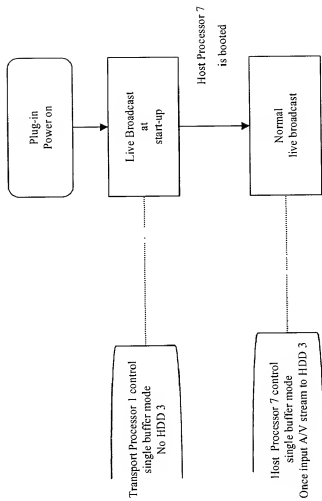 Plug-in
Power on
Live Broadcast
at
start-up
Host Processor 7
is booted
Normal
live broadcast
Transport Processor 1 control
single buffer mode
No HDD 3
Host Processor 7 control
single buffer mode
Once input A/V stream to HDD 3